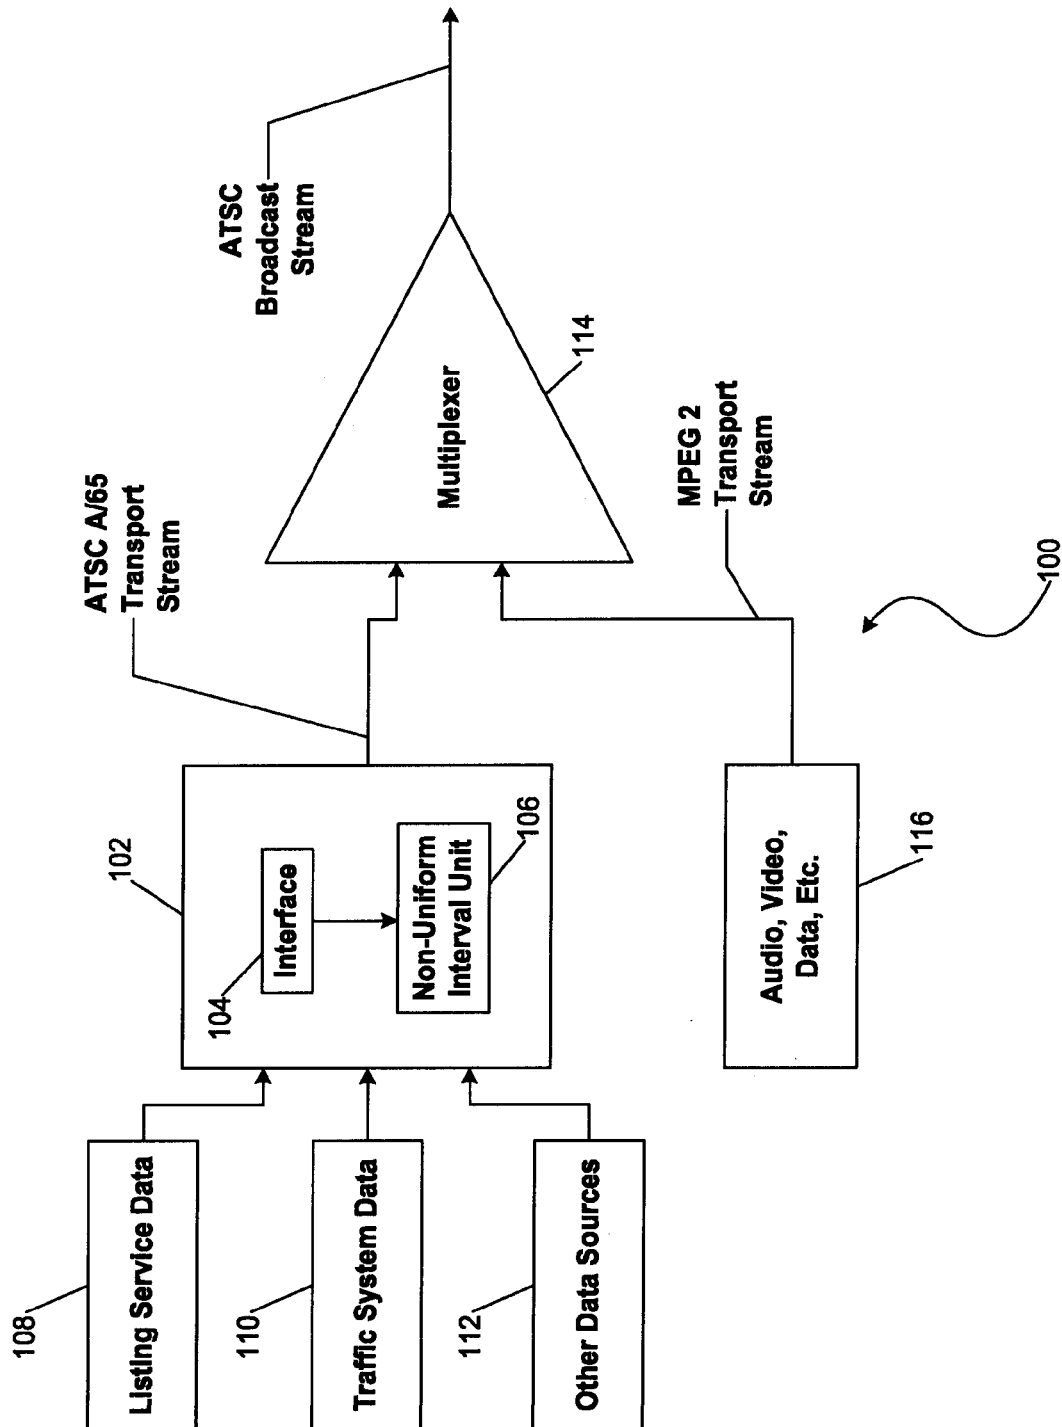 108
Listing Service Data
110
Traffic System Data
112
Other Data Sources
102
104
Interface
Non-Uniform
Interval Unit
106
Audio, Video,
Data, Etc.
116
ATSC A/65
Transport
Stream
MPEG 2
Transport
Stream
Multiplexer
114
ATSC
Broadcast
Stream
100